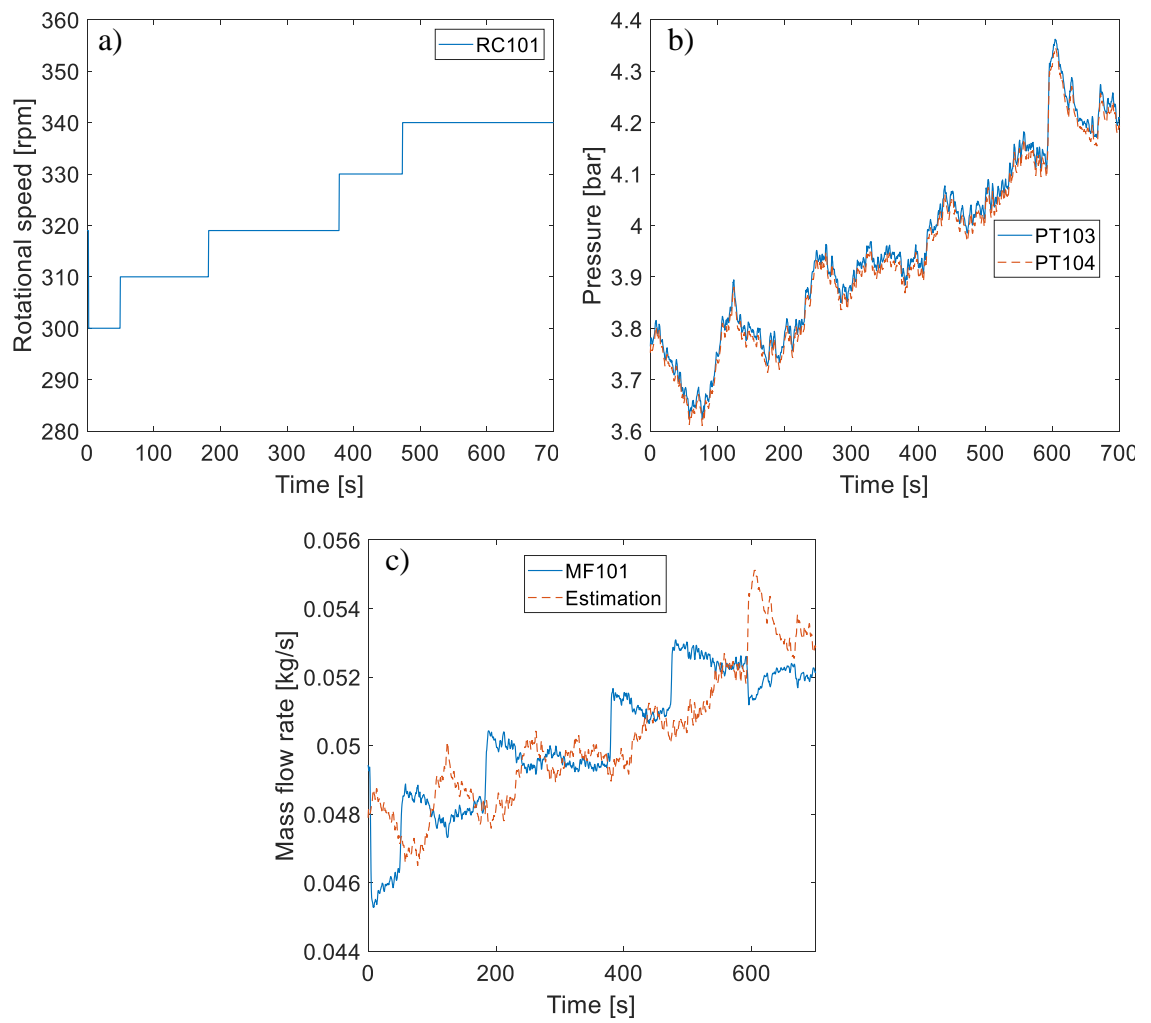 a)
RC101
Rotational speed [rpm]
360
350
340
330
320
310
300
290
280
0 100 200 300 400 500 600 70
Time [s]
b)
PT103
PT104
Pressure [bar]
4.4
4.3
4.2
4.1
4
3.9
3.8
3.7
3.6
0 100 200 300 400 500 600 700
Time [s]
c)
MF101
Estimation
Mass flow rate [kg/s]
0.056
0.054
0.052
0.05
0.048
0.046
0.044
0 200 400 600
Time [s]